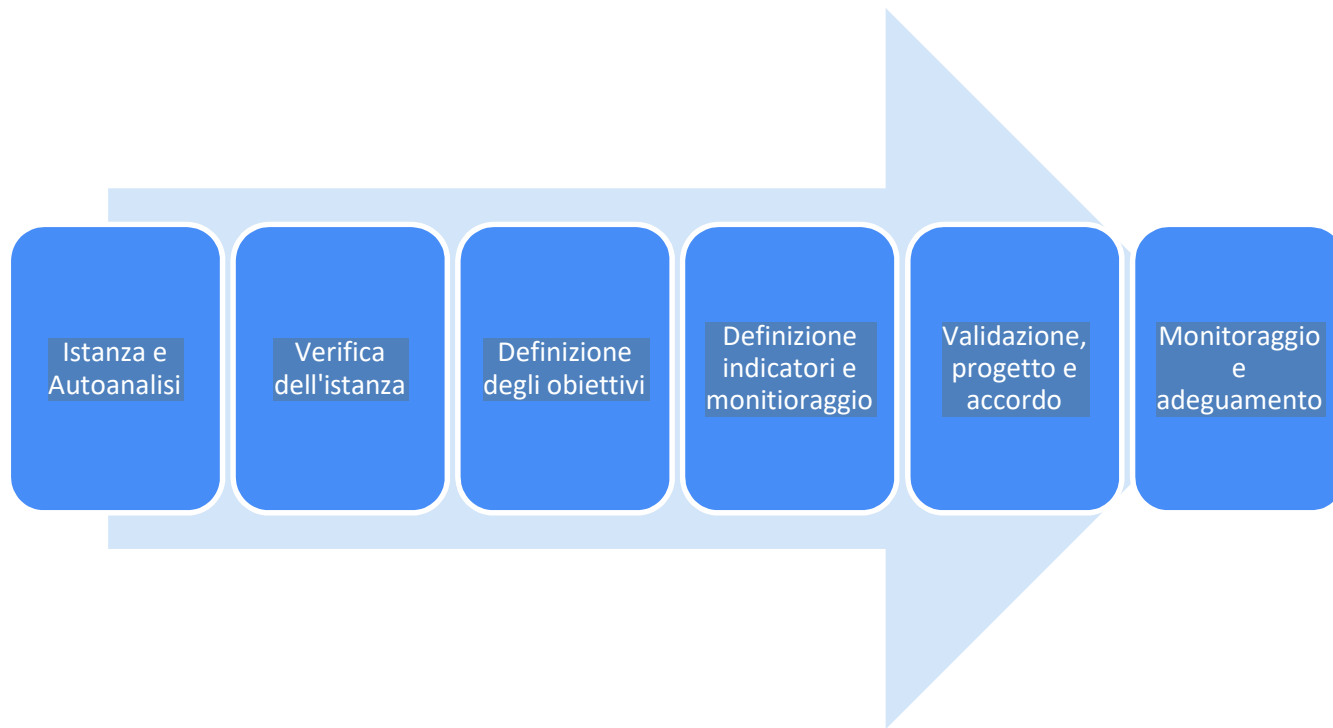 Istanza e
Autoanalisi
Verifica
dell'istanza
Definizione
degli obiettivi
Definizione
indicatori e
monitioraggio
Validazione,
progetto e
accordo
Monitoraggio
e
adeguamento